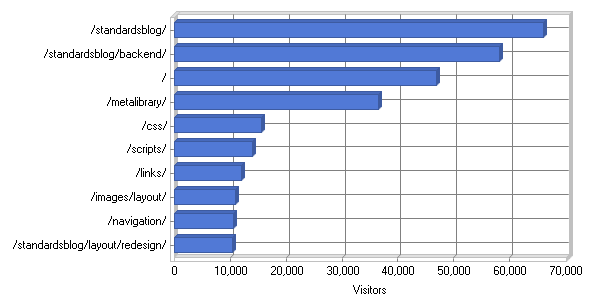 /standardsblog/
/standardsblog/backend/
/
/metalibrary/
/css/
/scripts/
/links/
/images/layout/
/navigation/
/standardsblog/layout/redesign/
0 10,000 20,000 30,000 40,000 50,000 60,000 70,000
Visitors